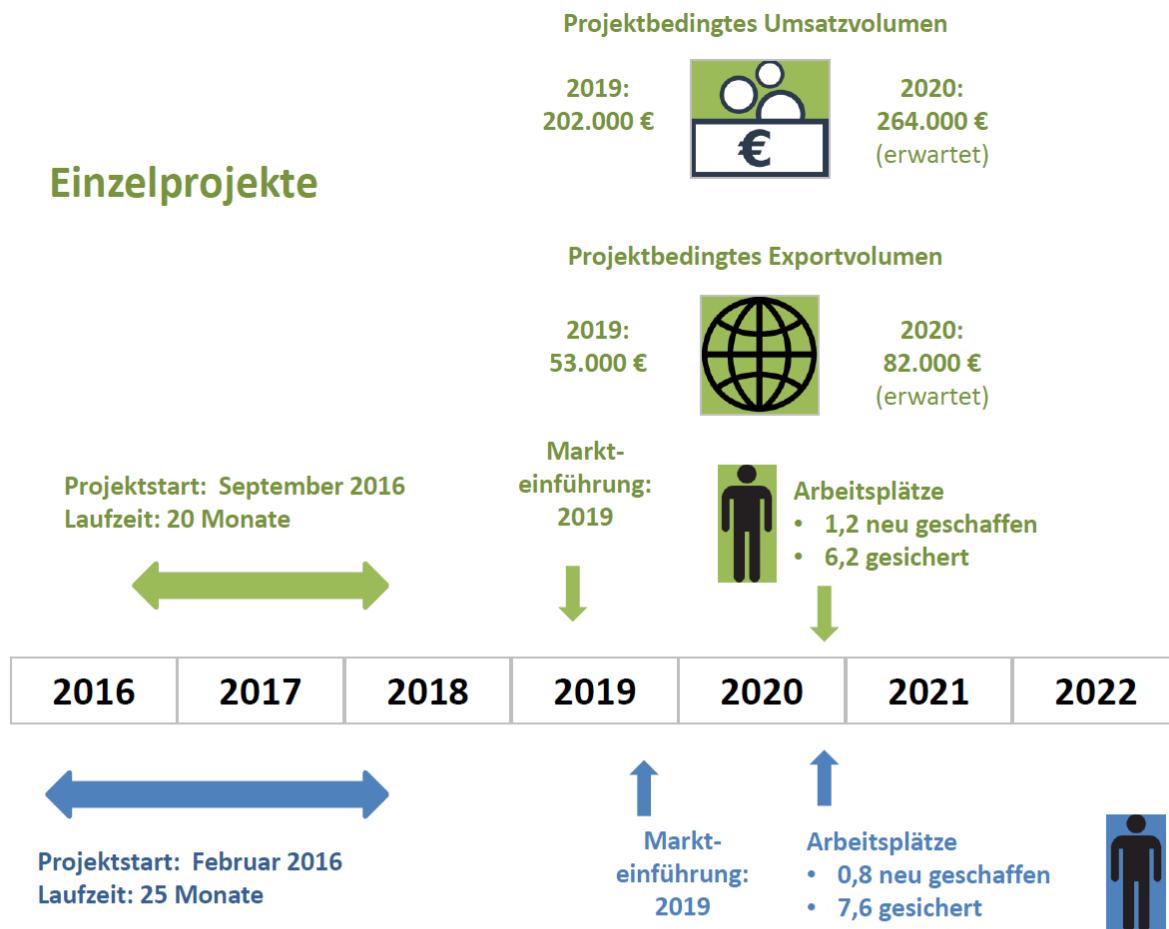 Projektbedingtes Umsatzvolumen
2019:
202.000 €
€
2020:
264.000 €
(erwartet)
Einzelprojekte
Projektbedingtes Exportvolumen
2019:
53.000 €
2020:
82.000 €
(erwartet)
Projektstart: September 2016
Laufzeit: 20 Monate
Markt-
einführung:
2019
Arbeitsplätze
• 1,2 neu geschaffen
• 6,2 gesichert
2016 2017 2018 2019 2020 2021 2022
Projektstart: Februar 2016
Laufzeit: 25 Monate
Markt-
einführung:
2019
Arbeitsplätze
• 0,8 neu geschaffen
• 7,6 gesichert